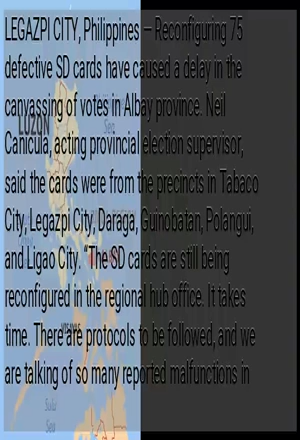 LEGAZPI CITY, Philippines — Reconfiguring 75
defective SD cards have caused a delay in the
canvassing of votes in Albay province. Neil
Canicula, acting provincial election supervisor,
said the cards were from the precincts in Tabaco
City, Legazpi City, Daraga, Guinobatan, Polangui,
and Ligao City. “The SD cards are still being
reconfigured in the regional hub office. It takes
time. There are protocols to be followed, and we
are talking of so many reported malfunctions in
LUZON
Sulu
Sea